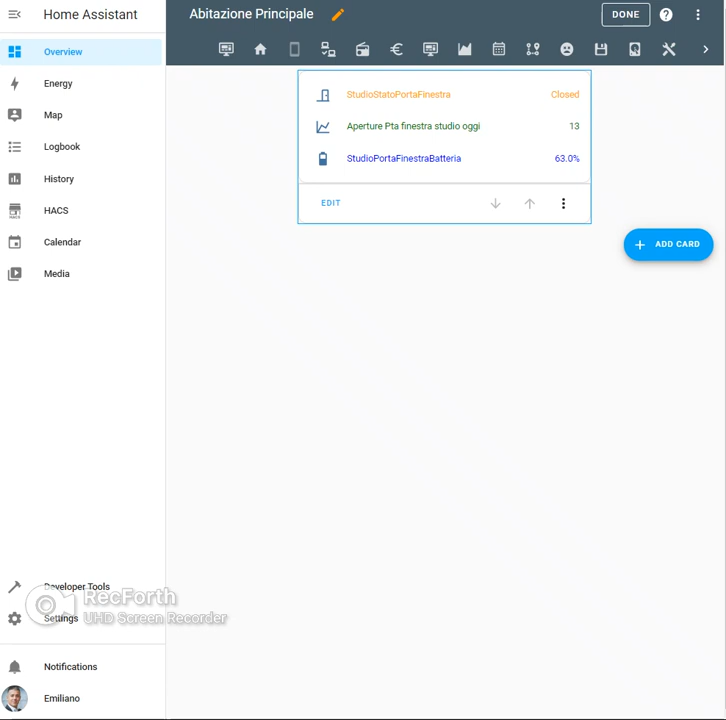 Home Assistant
Abitazione Principale
DONE
Overview
Energy
Map
Logbook
History
HACS
HACS
Calendar
Media
StudioStatoPortaFinestra Closed
Aperture Pta finestra studio oggi 13
StudioPortaFinestraBatteria 63.0%
EDIT
ADD CARD
Developer Tools
RecForth
Settings
UHD Screen Recorder
Notifications
Emiliano